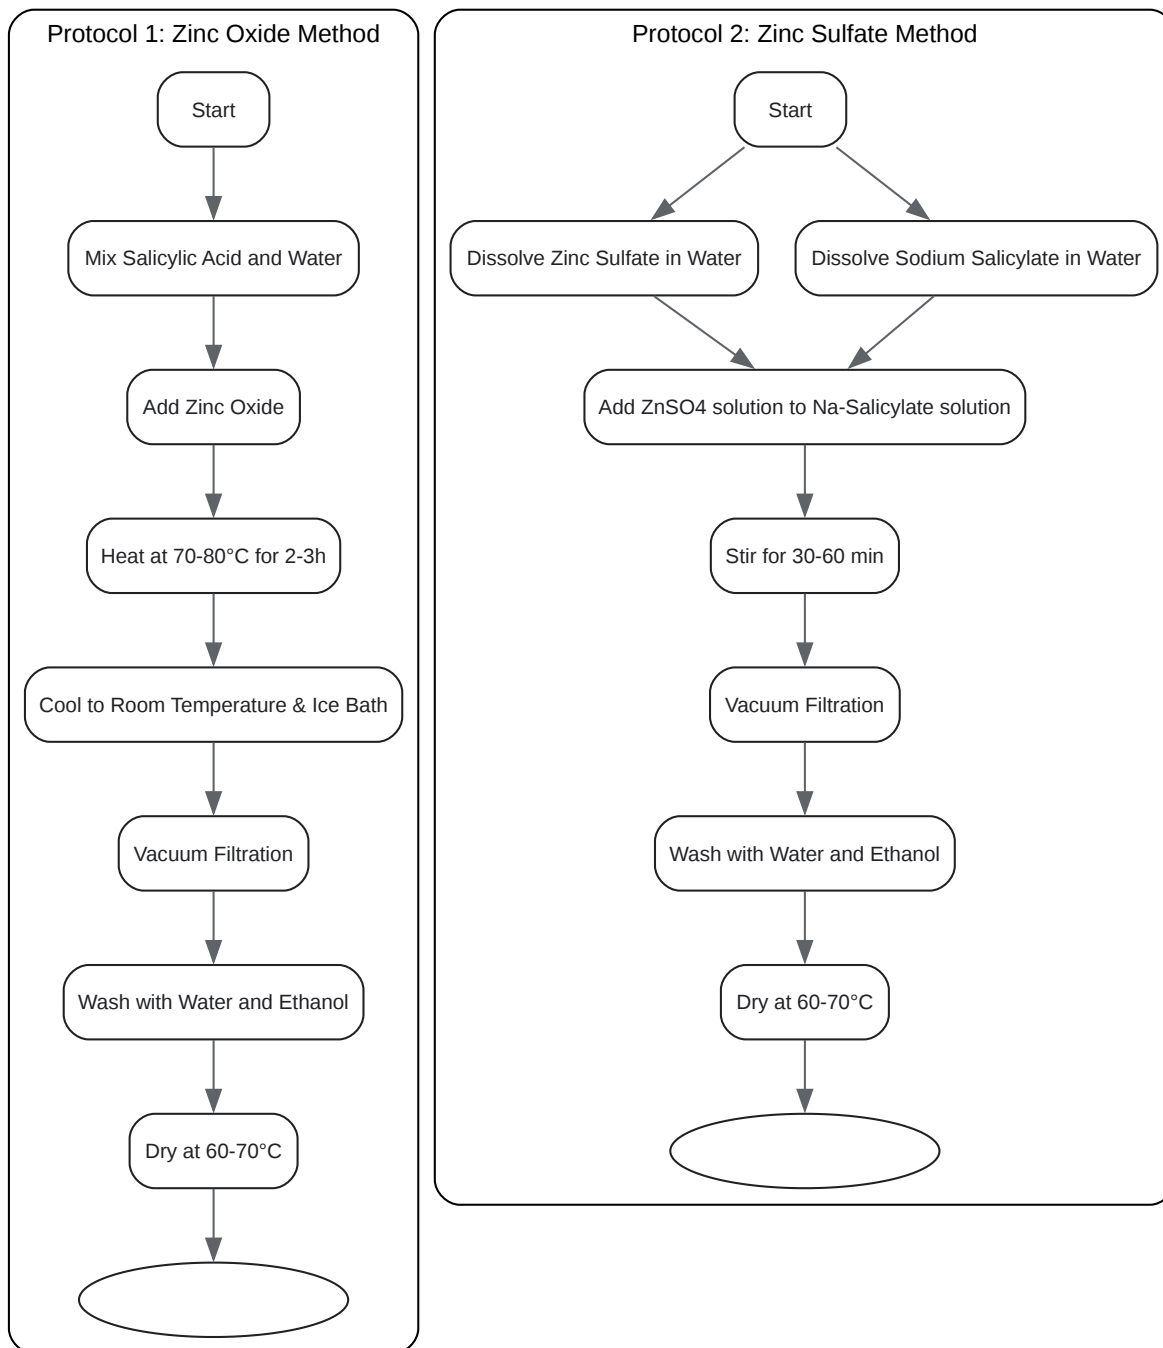 Protocol 1: Zinc Oxide Method
Start
Mix Salicylic Acid and Water
Add Zinc Oxide
Heat at 70-80°C for 2-3h
Cool to Room Temperature & Ice Bath
Vacuum Filtration
Wash with Water and Ethanol
Dry at 60-70°C
Protocol 2: Zinc Sulfate Method
Start
Dissolve Zinc Sulfate in Water
Dissolve Sodium Salicylate in Water
Add ZnSO4 solution to Na-Salicylate solution
Stir for 30-60 min
Vacuum Filtration
Wash with Water and Ethanol
Dry at 60-70°C